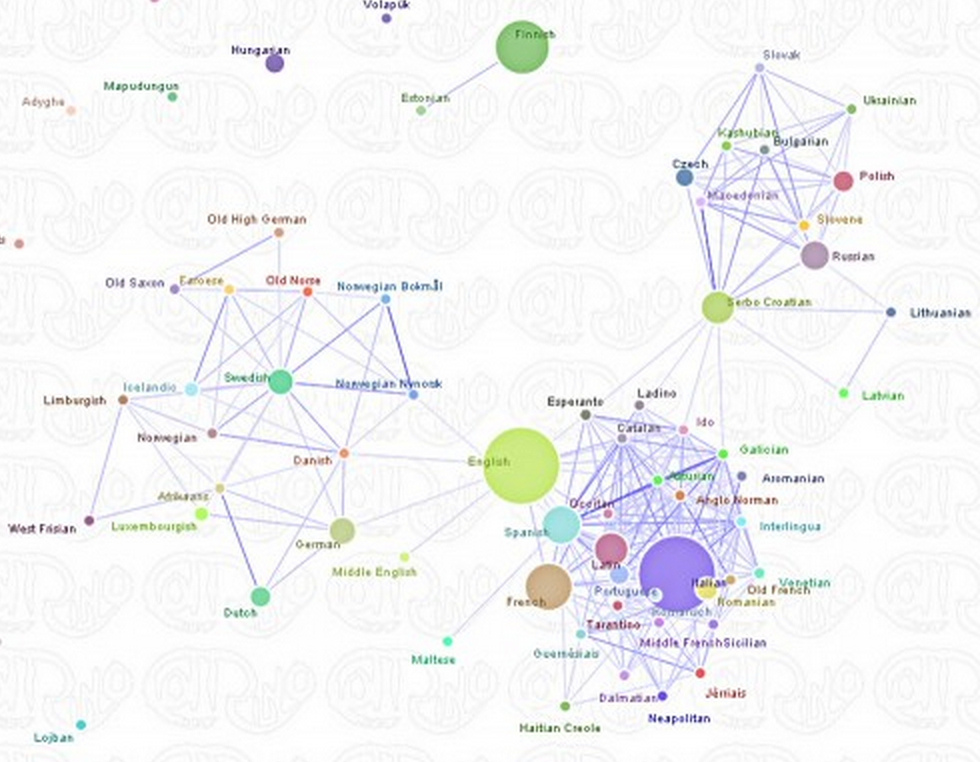 Volapük
Finnish
Hungarian
Slovak
Mapudungun
Adyghe
Estonian
Ukrainian
Kashubian
Bulgarian
Czech
Polish
Macedonian
Old High German
Slovene
Russian
Old Saxon
Faroese
Old Norse
Norwegian Bokmål
Serbo Croatian
Lithuanian
Swedish
Norwegian Nynorsk
Icelandic
Limburgish
Ladino
Esperanto
Latvian
Ido
Catalan
Norwegian
Galician
Danish
English
Asturian
Aromanian
Afrikaans
Occitan
Anglo Norman
West Frisian
Luxembourgish
Spanish
Interlingua
German
Latin
Middle English
Italian
Venetian
Portuguese
Old French
French
Romanian
Dutch
Romansch
Tarantino
Middle French
Sicilian
Guernésiais
Maltese
Jèrriais
Dalmatian
Neapolitan
Haitian Creole
Lojban